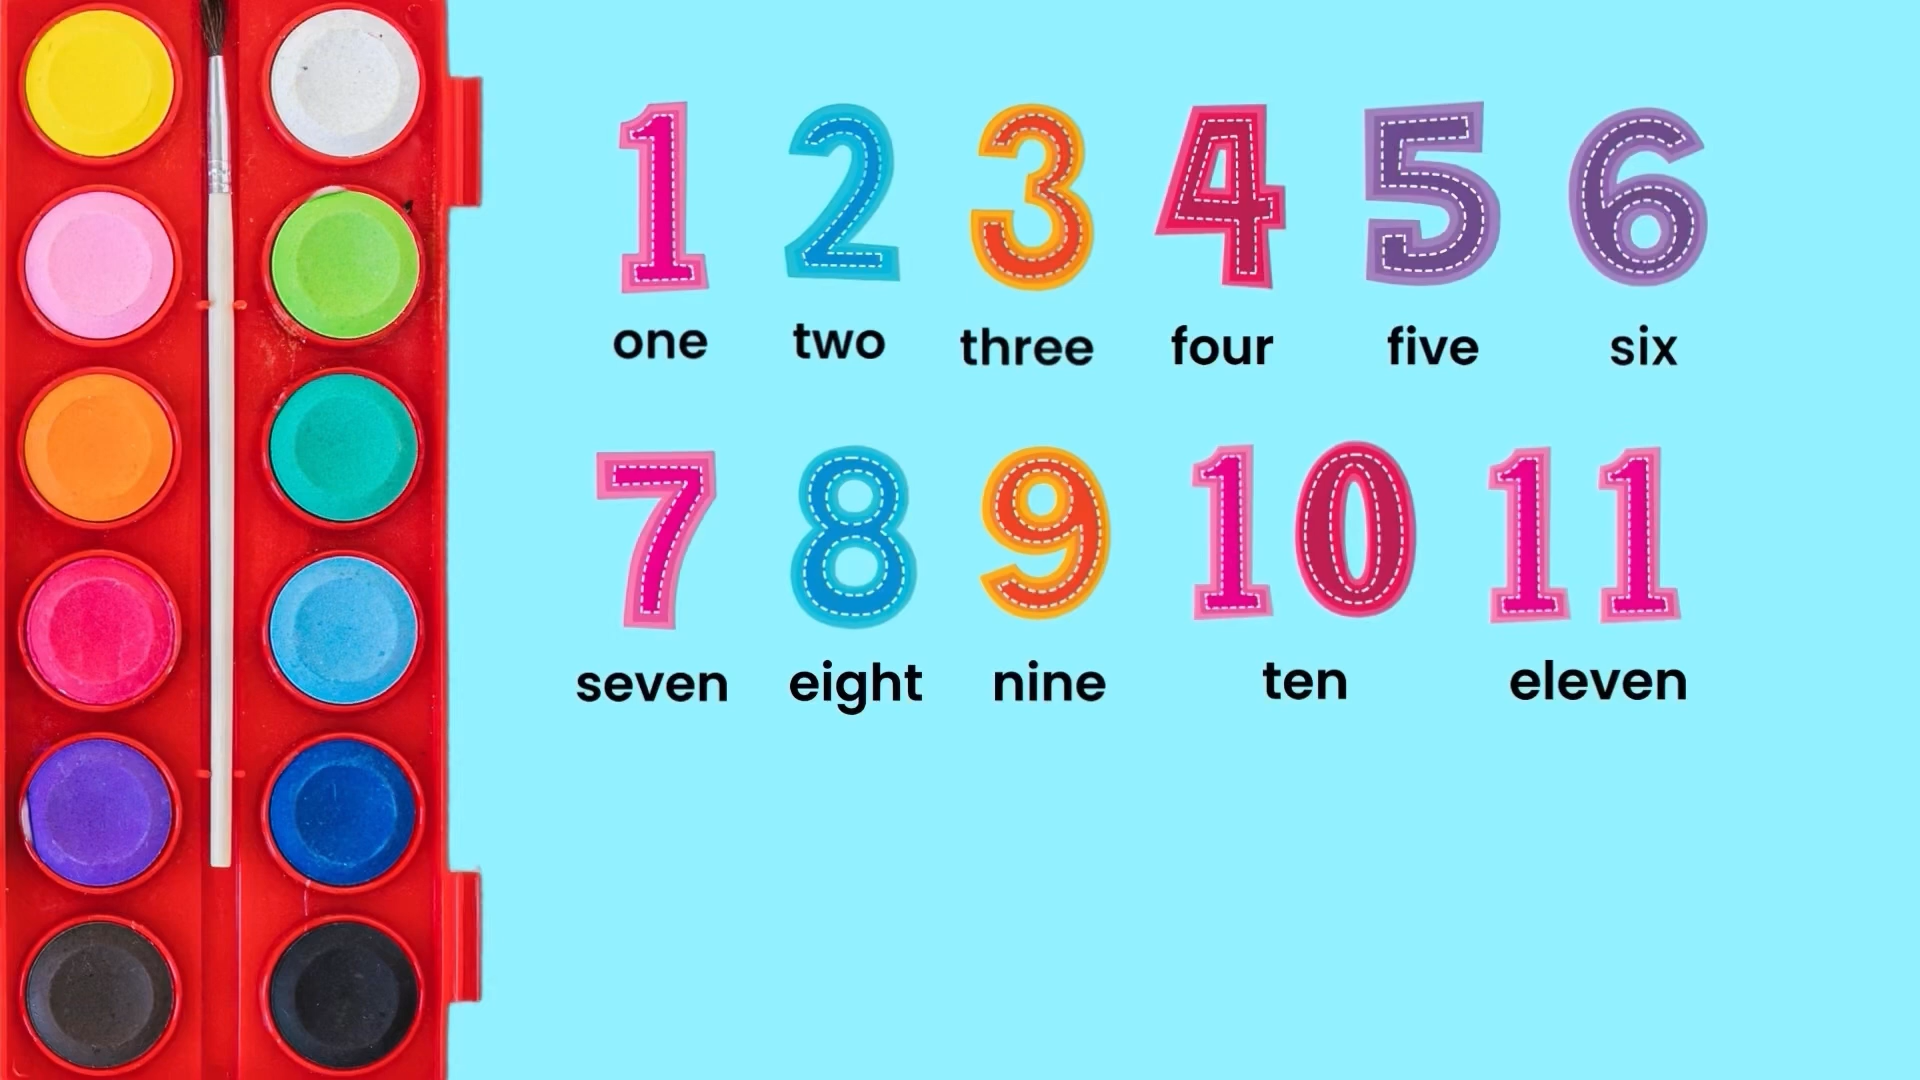 1 2 3 4 5 6
one two three four five six
7 8 9 10 11
seven eight nine ten eleven